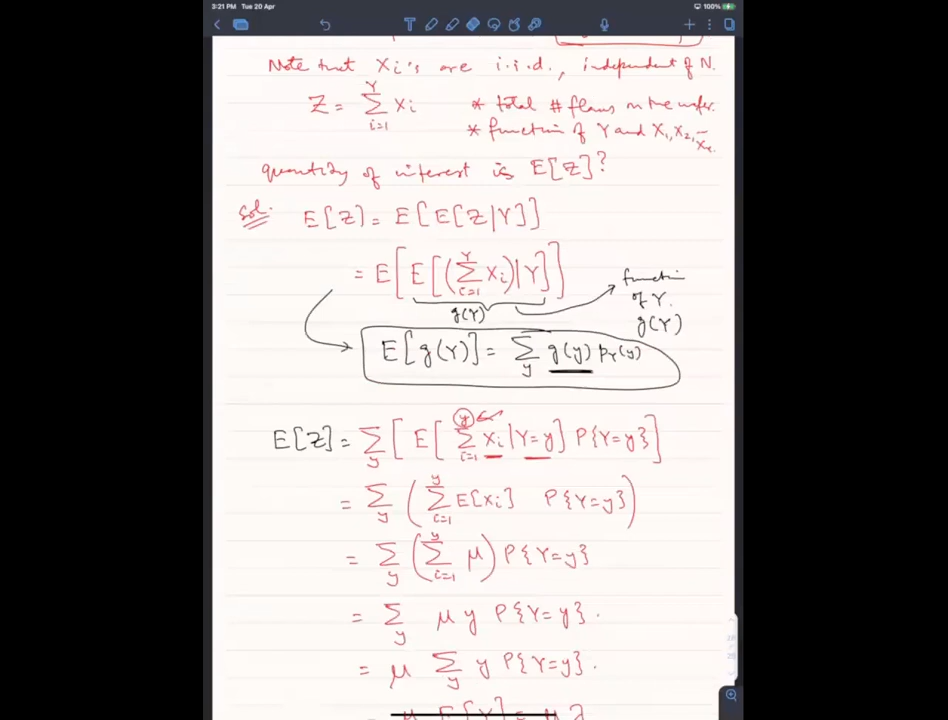 3:21 PM Tue 20 Apr 100%
Note that Xi's are i.i.d., independent of N.
Z = Σ_{i=1}^{Y} Xi * total # flaws on the wafer.
* function of Y and X1, X2, –
quantity of interest is E[Z]?
Sol. E[Z] = E[E[Z|Y]]
= E[E[(Σ_{i=1}^{Y} Xi)|Y]]
function
of Y.
g(Y)
g(Y)
E[g(Y)] = Σ_y g(y) p_Y(y)
E[Z] = Σ_y [E[Σ_{i=1}^{y} Xi | Y=y] P{Y=y}]
= Σ_y (Σ_{i=1}^{y} E[Xi] P{Y=y})
= Σ_y (Σ_{i=1}^{y} μ) P{Y=y}
= Σ_y μ y P{Y=y}.
= μ Σ_y y P{Y=y}.
= μ E[Y] = μ